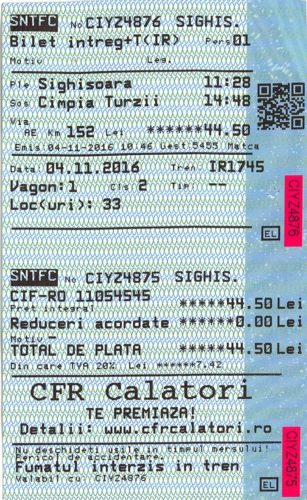 SNTFC No CIYZ4876 SIGHIS.
Bilet intreg+T(IR) Pers 01
Motiv Leg.
Ple Sighisoara 11:28
Sos Cimpia Turzii 14:48
Via
AE Km 152 Lei ******44.50
Emis 04-11-2016 10.46 Gest 5455 Matca
Data: 04.11.2016 Tren: IR1745
Vagon: 1 Cls 2 Tip: --
Loc(uri): 33
CIYZ4876
EL
SNTFC No CIYZ4875 SIGHIS.
CIF-RO 11054545
Pret integral *****44.50 Lei
Reduceri acordate *****0.00 Lei
Motiv -
TOTAL DE PLATA *****44.50 Lei
Din care TVA 20% Lei ******7.42
CFR Calatori
TE PREMIAZA!
Detalii: www.cfrcalatori.ro
Nu deschideti usile in timpul mersului!
Pericol de accidentare.
Fumatul interzis in tren
Valabil cu: CIYZ4876
CIYZ4875
EL